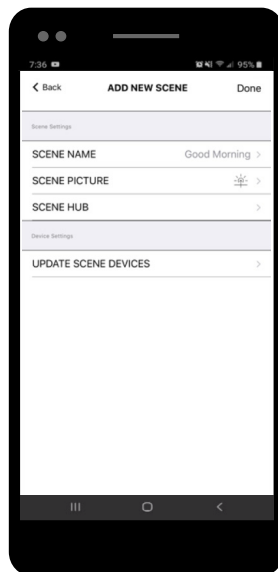 7:36 95%
Back ADD NEW SCENE Done
Scene Settings
SCENE NAME Good Morning
SCENE PICTURE
SCENE HUB
Device Settings
UPDATE SCENE DEVICES